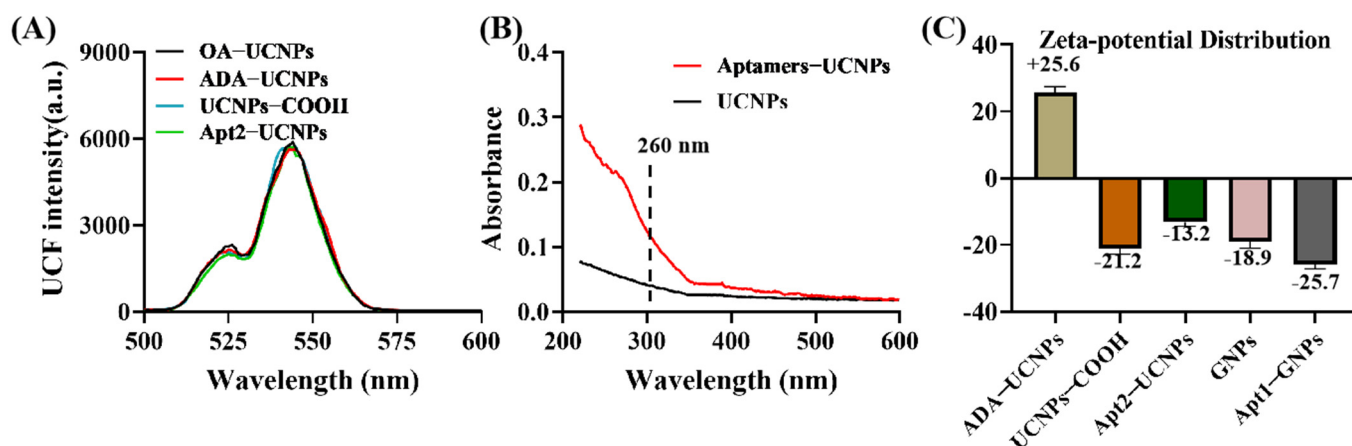 (A)
9000
6000
3000
0
UCF intensity(a.u.)
OA−UCNPs
ADA−UCNPs
UCNPs−COOH
Apt2−UCNPs
500 525 550 575 600
Wavelength (nm)
(B)
0.4
0.3
0.2
0.1
0.0
Absorbance
Aptamers−UCNPs
UCNPs
260 nm
200 300 400 500 600
Wavelength (nm)
(C)
Zeta-potential Distribution
40
20
0
-20
-40
+25.6
-21.2
-13.2
-18.9
-25.7
ADA−UCNPs
UCNPs−COOH
Apt2−UCNPs
GNPs
Apt1−GNPs